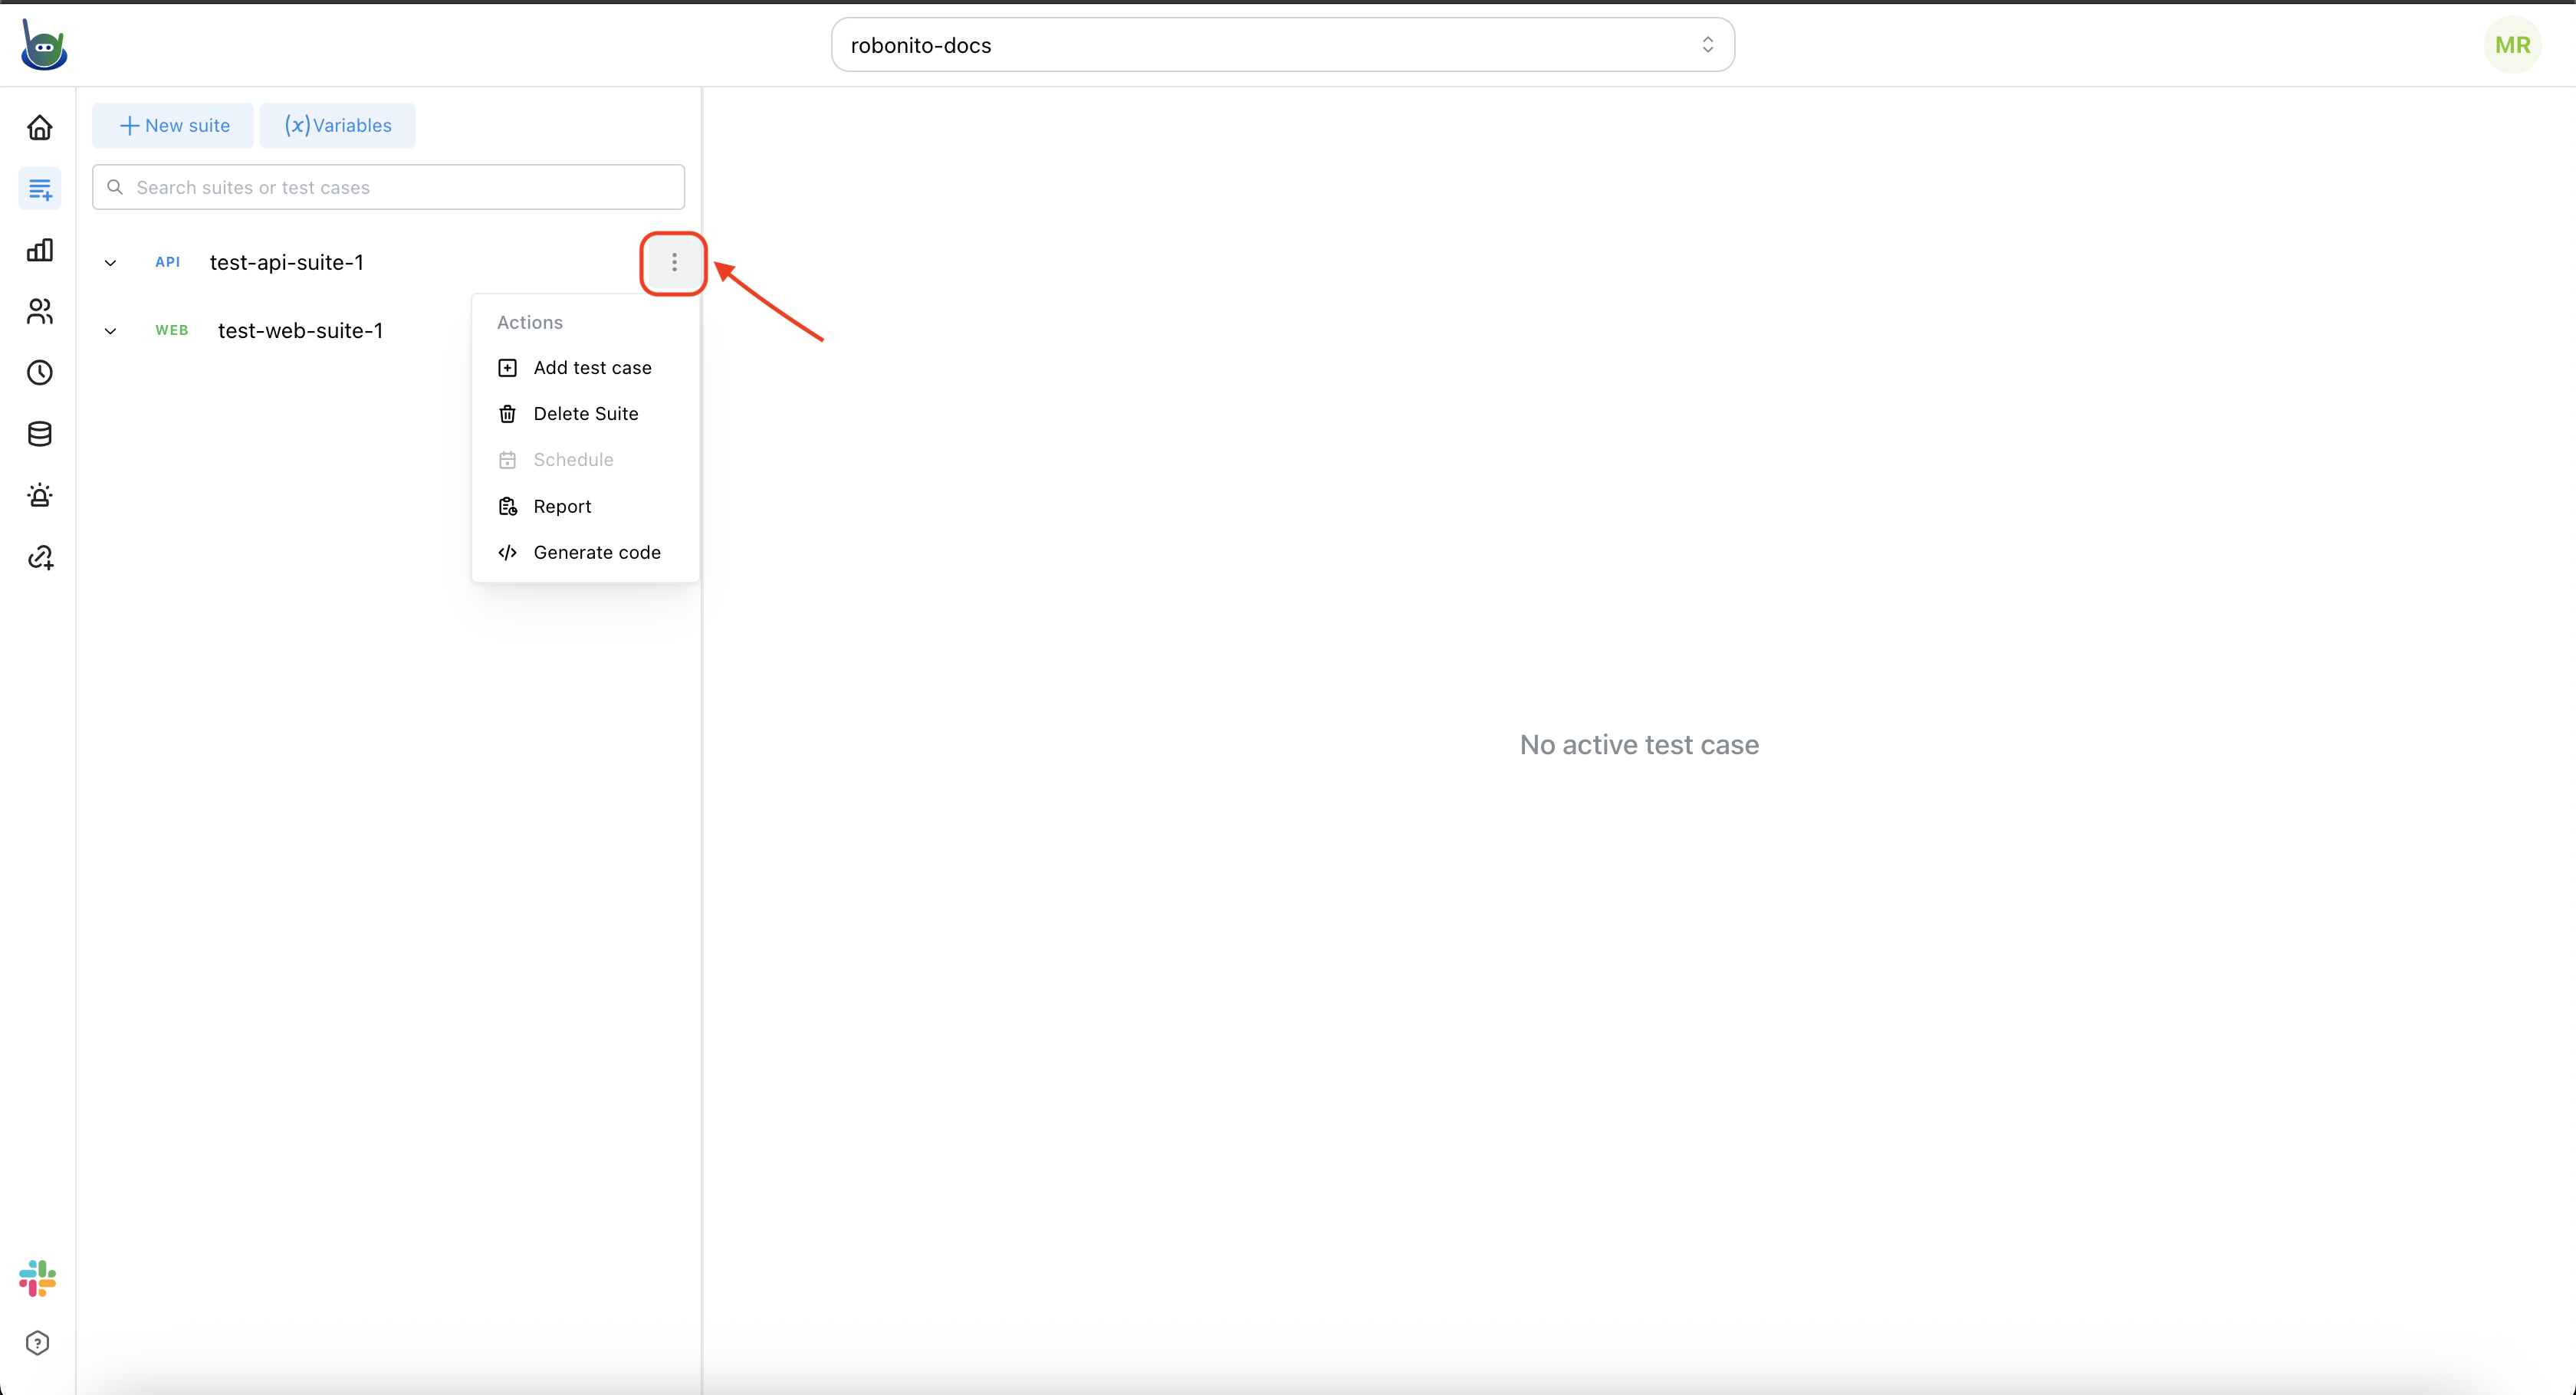 robonito-docs
MR
New suite
(x)Variables
Search suites or test cases
API test-api-suite-1
WEB test-web-suite-1
Actions
Add test case
Delete Suite
Schedule
Report
Generate code
No active test case